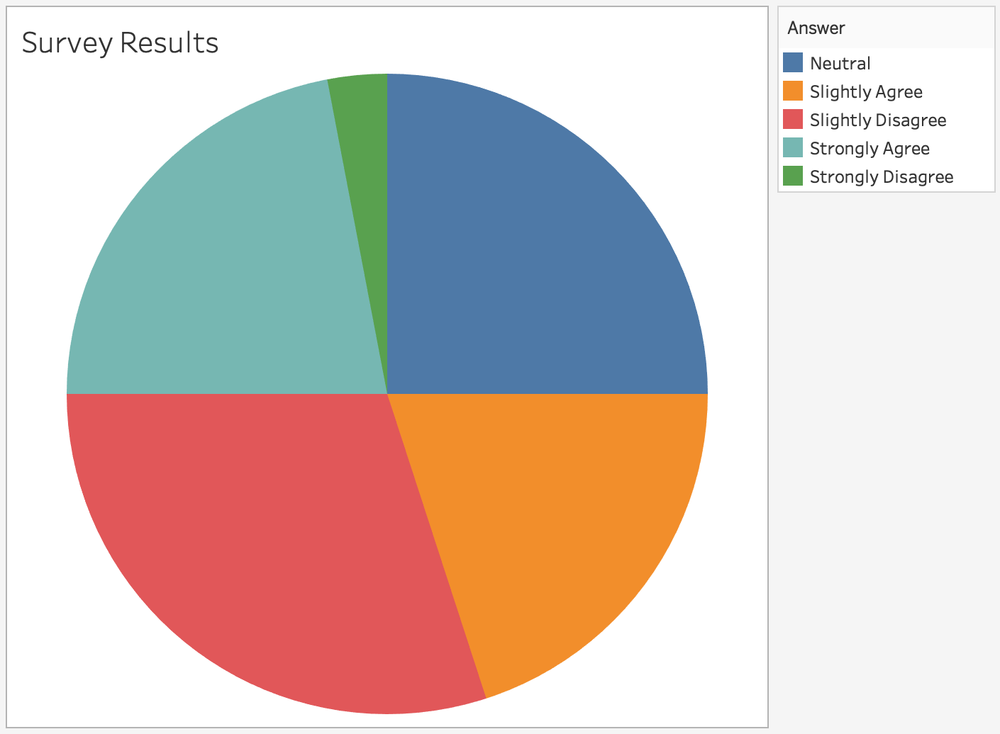 Survey Results
Answer
Neutral
Slightly Agree
Slightly Disagree
Strongly Agree
Strongly Disagree